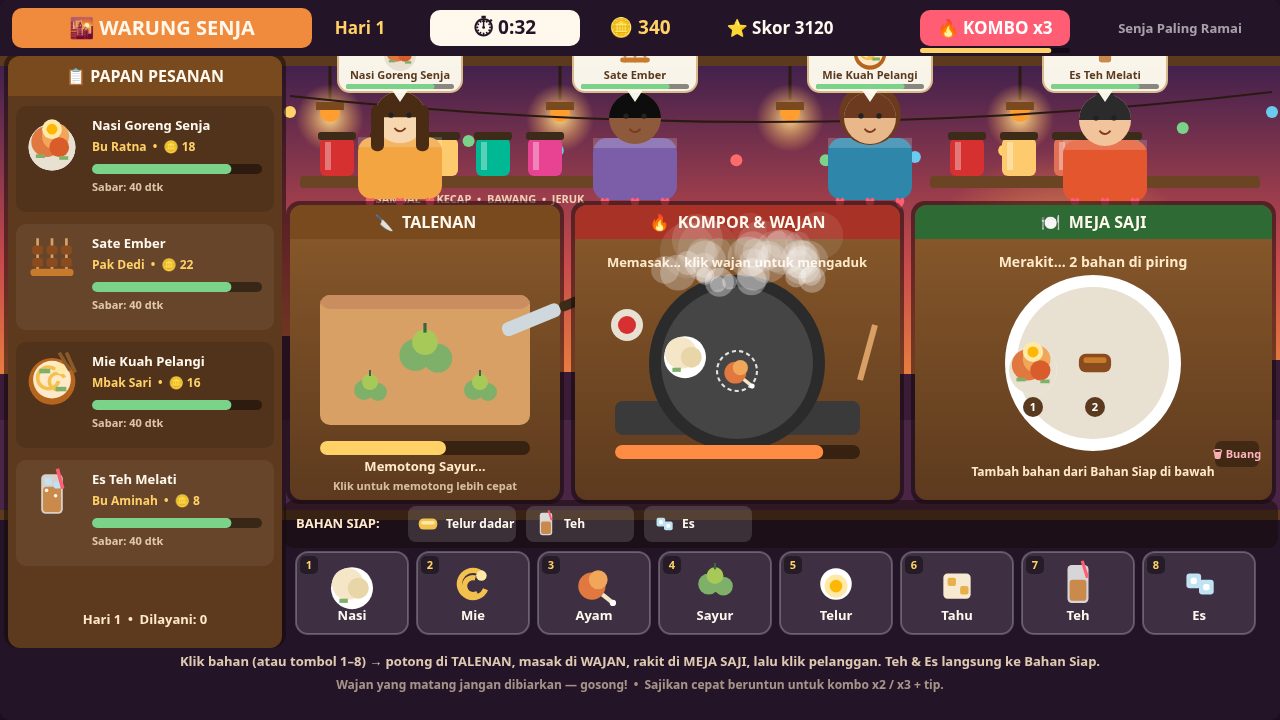 WARUNG SENJA
Hari 1
0:32
340
Skor 3120
KOMBO x3
Senja Paling Ramai
PAPAN PESANAN
Nasi Goreng Senja
Bu Ratna • 18
Sabar: 40 dtk
Sate Ember
Pak Dedi • 22
Sabar: 40 dtk
Mie Kuah Pelangi
Mbak Sari • 16
Sabar: 40 dtk
Es Teh Melati
Bu Aminah • 8
Sabar: 40 dtk
Hari 1 • Dilayani: 0
Nasi Goreng Senja
Sate Ember
Mie Kuah Pelangi
Es Teh Melati
KECAP • BAWANG • JERUK
TALENAN
Memotong Sayur...
Klik untuk memotong lebih cepat
KOMPOR & WAJAN
Memasak... klik wajan untuk mengaduk
MEJA SAJI
Merakit... 2 bahan di piring
1
2
Buang
Tambah bahan dari Bahan Siap di bawah
BAHAN SIAP:
Telur dadar
Teh
Es
1 Nasi
2 Mie
3 Ayam
4 Sayur
5 Telur
6 Tahu
7 Teh
8 Es
Klik bahan (atau tombol 1–8) → potong di TALENAN, masak di WAJAN, rakit di MEJA SAJI, lalu klik pelanggan. Teh & Es langsung ke Bahan Siap.
Wajan yang matang jangan dibiarkan — gosong! • Sajikan cepat beruntun untuk kombo x2 / x3 + tip.